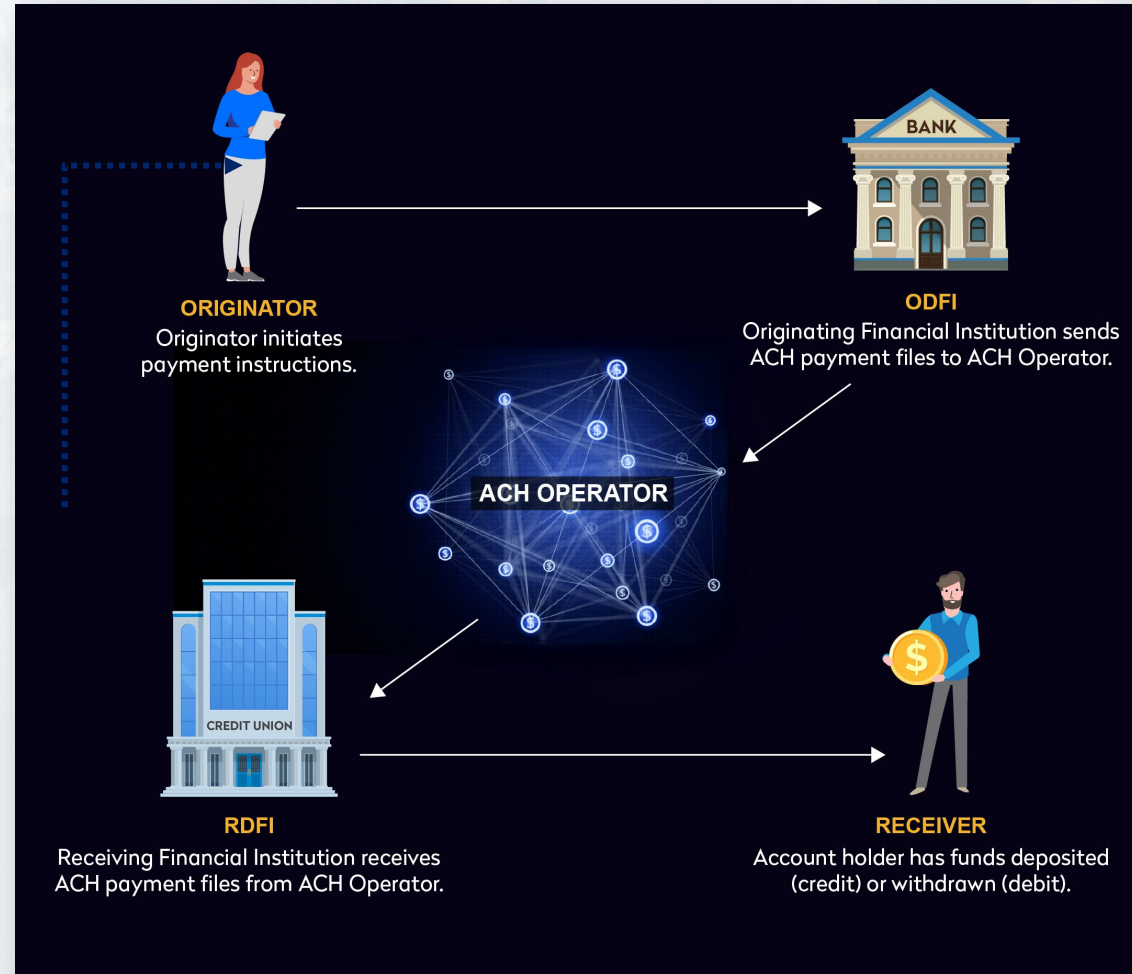 BANK
ORIGINATOR
Originator initiates
payment instructions.
ODFI
Originating Financial Institution sends
ACH payment files to ACH Operator.
ACH OPERATOR
CREDIT UNION
RDFI
Receiving Financial Institution receives
ACH payment files from ACH Operator.
RECEIVER
Account holder has funds deposited
(credit) or withdrawn (debit).